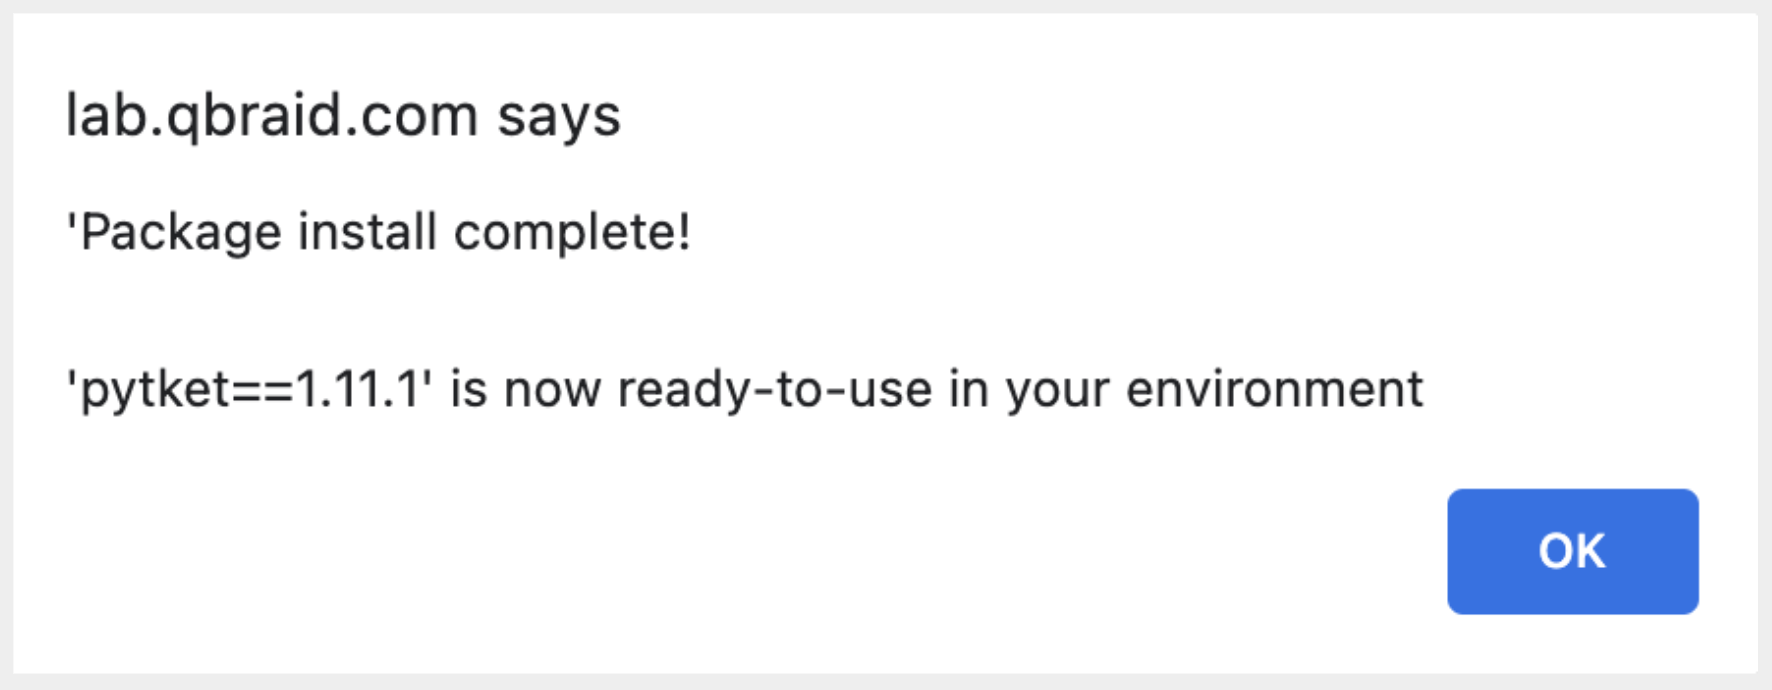 lab.qbraid.com says
'Package install complete!
'pytket==1.11.1' is now ready-to-use in your environment
OK